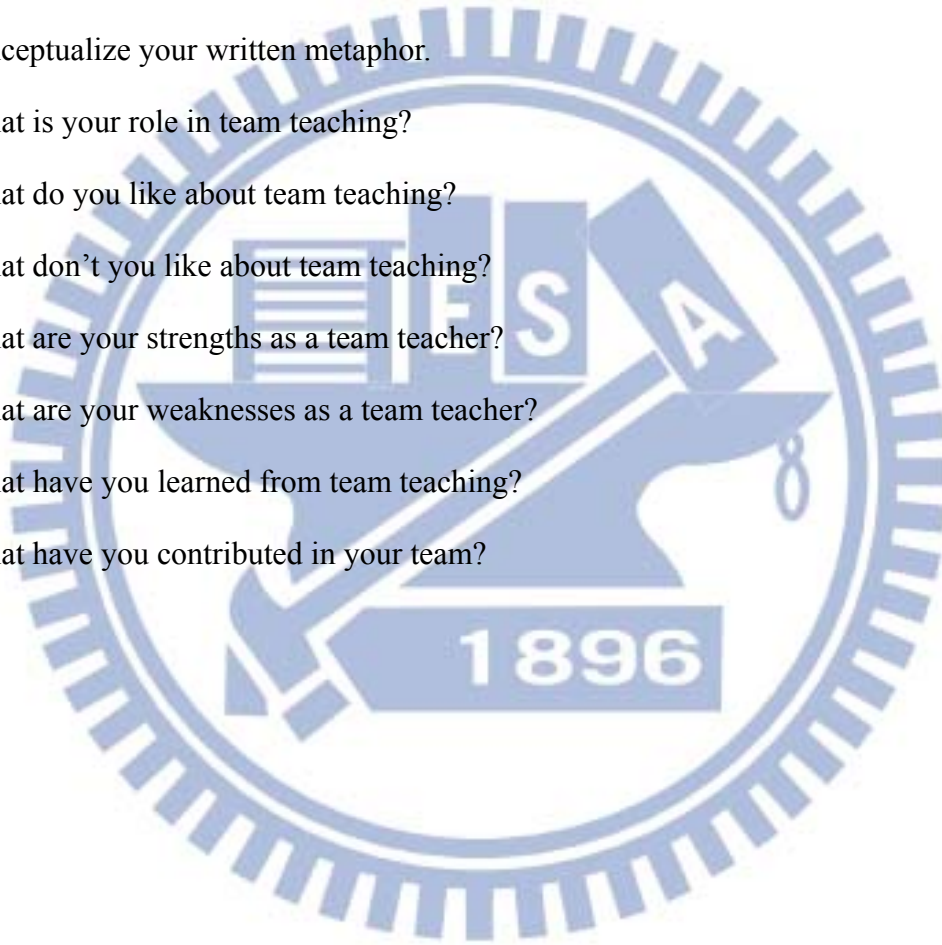 ceptualize your written metaphor.
at is your role in team teaching?
at do you like about team teaching?
at don’t you like about team teaching?
at are your strengths as a team teacher?
at are your weaknesses as a team teacher?
at have you learned from team teaching?
at have you contributed in your team?
E S A
8
1896